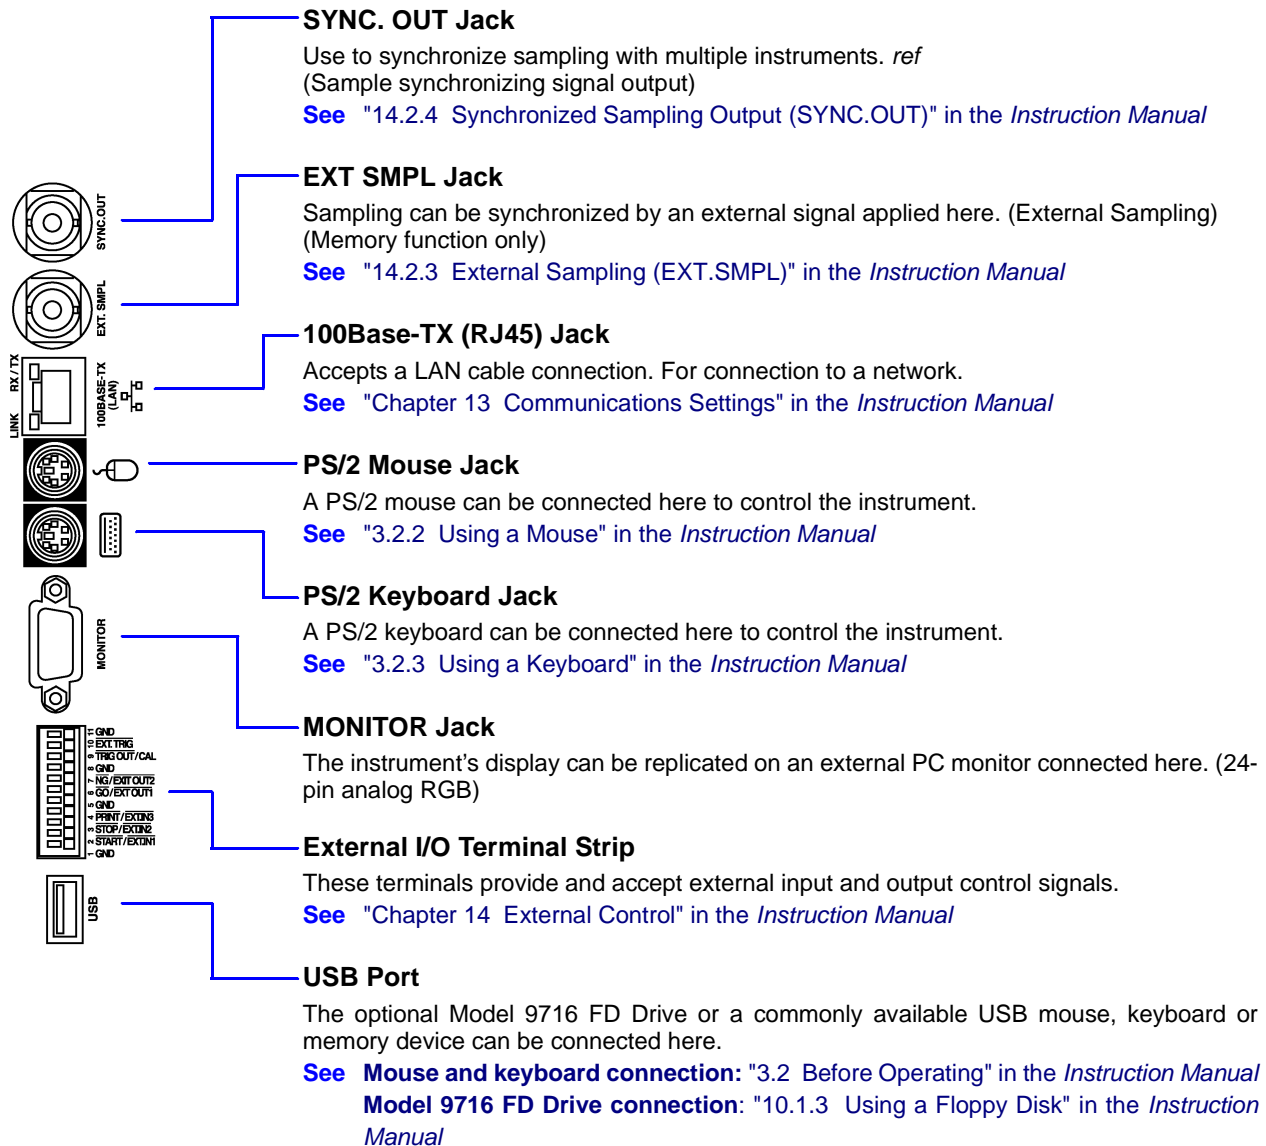 SYNC. OUT Jack
Use to synchronize sampling with multiple instruments. ref
(Sample synchronizing signal output)
See "14.2.4 Synchronized Sampling Output (SYNC.OUT)" in the Instruction Manual
EXT SMPL Jack
Sampling can be synchronized by an external signal applied here. (External Sampling)
(Memory function only)
See "14.2.3 External Sampling (EXT.SMPL)" in the Instruction Manual
100Base-TX (RJ45) Jack
Accepts a LAN cable connection. For connection to a network.
See "Chapter 13 Communications Settings" in the Instruction Manual
PS/2 Mouse Jack
A PS/2 mouse can be connected here to control the instrument.
See "3.2.2 Using a Mouse" in the Instruction Manual
PS/2 Keyboard Jack
A PS/2 keyboard can be connected here to control the instrument.
See "3.2.3 Using a Keyboard" in the Instruction Manual
MONITOR Jack
The instrument's display can be replicated on an external PC monitor connected here. (24-
pin analog RGB)
External I/O Terminal Strip
These terminals provide and accept external input and output control signals.
See "Chapter 14 External Control" in the Instruction Manual
USB Port
The optional Model 9716 FD Drive or a commonly available USB mouse, keyboard or
memory device can be connected here.
See Mouse and keyboard connection: "3.2 Before Operating" in the Instruction Manual
Model 9716 FD Drive connection: "10.1.3 Using a Floppy Disk" in the Instruction
Manual
SYNC.OUT
EXT. SMPL
LINK RX / TX
100BASE-TX
(LAN)
MONITOR
11 GND
10 EXT.TRIG
9 TRIG OUT/CAL
8 GND
7 NG/EXIT OUT2
6 GO/EXT OUT1
5 GND
4 PRINT/EXT.IN3
3 STOP/EXT.IN2
2 START/EXT.IN1
1 GND
USB